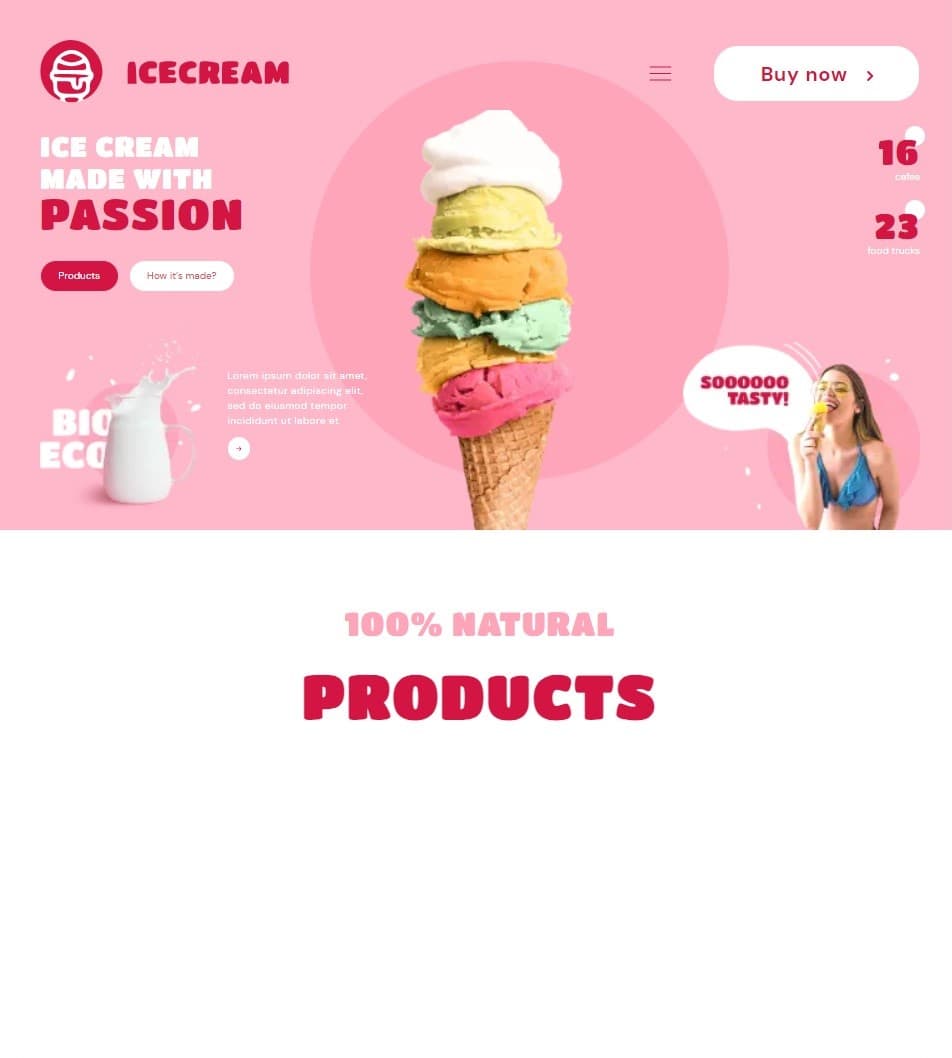 ICECREAM
Buy now
ICE CREAM
MADE WITH
PASSION
Products
How it's made?
16
cafes
23
food trucks
BIO
ECO
Lorem ipsum dolor sit amet,
consectetur adipiscing elit,
sed do eiusmod tempor
incididunt ut labore et
SOOOOOO
TASTY!
100% NATURAL
PRODUCTS